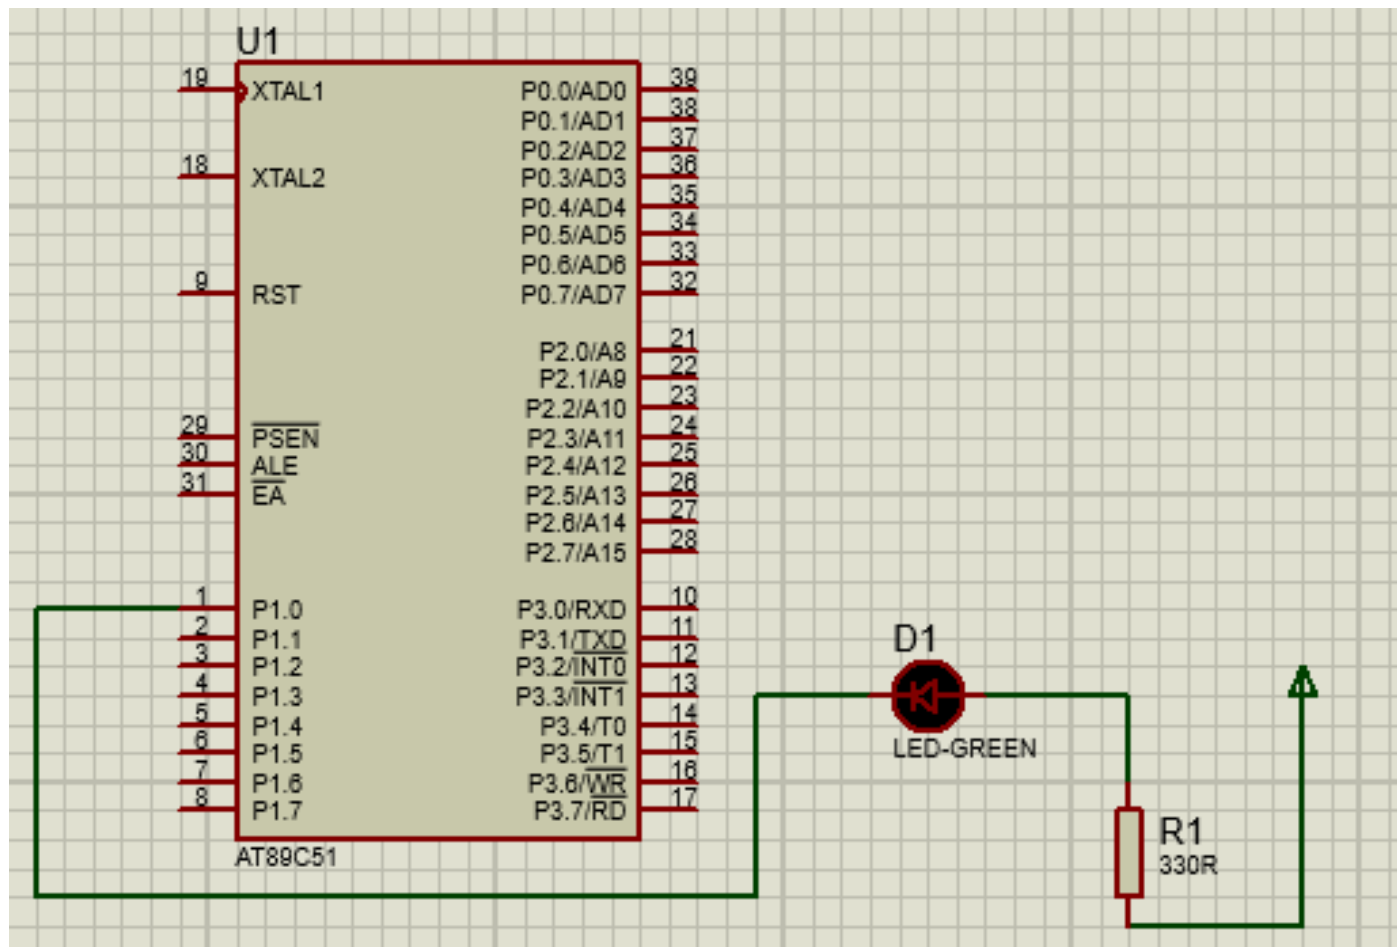 U1
19 XTAL1 P0.0/AD0 39
P0.1/AD1 38
P0.2/AD2 37
18 XTAL2 P0.3/AD3 36
P0.4/AD4 35
P0.5/AD5 34
P0.6/AD6 33
9 RST P0.7/AD7 32
P2.0/A8 21
P2.1/A9 22
P2.2/A10 23
29 PSEN P2.3/A11 24
30 ALE P2.4/A12 25
31 EA P2.5/A13 26
P2.6/A14 27
P2.7/A15 28
1 P1.0 P3.0/RXD 10
2 P1.1 P3.1/TXD 11
3 P1.2 P3.2/INT0 12
4 P1.3 P3.3/INT1 13
5 P1.4 P3.4/T0 14
6 P1.5 P3.5/T1 15
7 P1.6 P3.6/WR 16
8 P1.7 P3.7/RD 17
AT89C51
D1
LED-GREEN
R1
330R